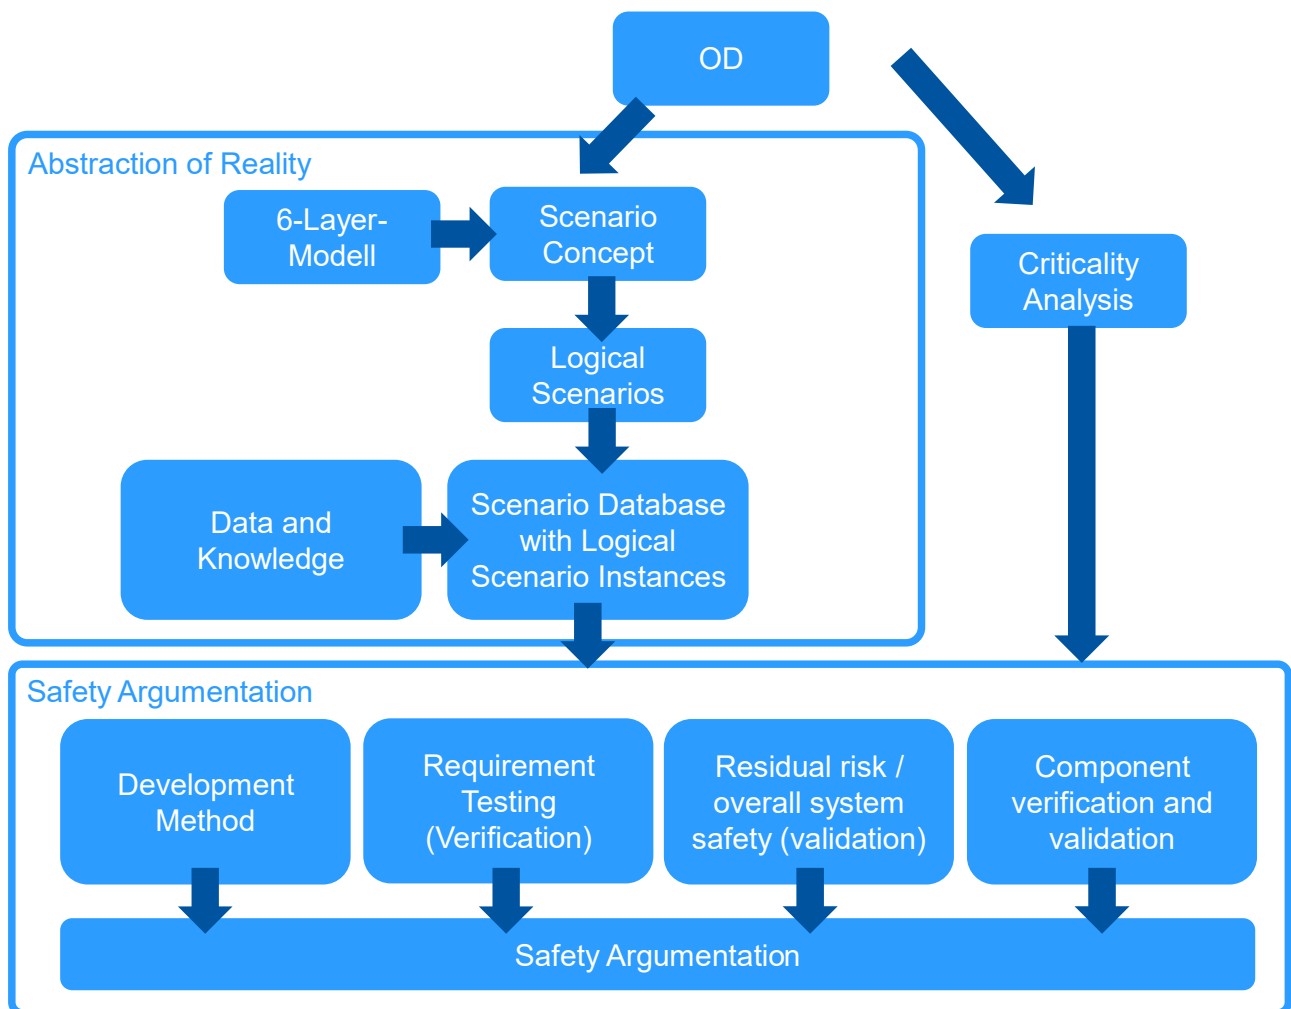 OD
Abstraction of Reality
6-Layer-
Modell
Scenario
Concept
Criticality
Analysis
Logical
Scenarios
Data and
Knowledge
Scenario Database
with Logical
Scenario Instances
Safety Argumentation
Development
Method
Requirement
Testing
(Verification)
Residual risk /
overall system
safety (validation)
Component
verification and
validation
Safety Argumentation